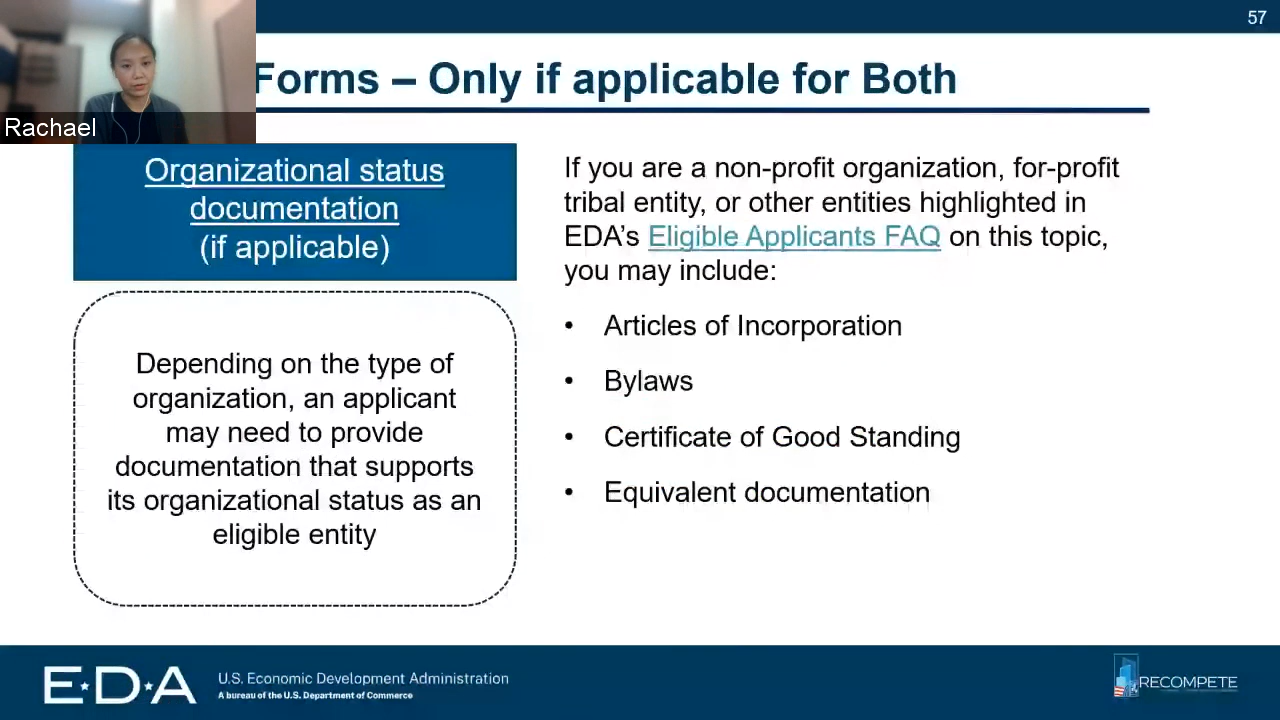 57
Forms – Only if applicable for Both
Rachael
Organizational status
documentation
(if applicable)
Depending on the type of
organization, an applicant
may need to provide
documentation that supports
its organizational status as an
eligible entity
If you are a non-profit organization, for-profit
tribal entity, or other entities highlighted in
EDA’s Eligible Applicants FAQ on this topic,
you may include:
• Articles of Incorporation
• Bylaws
• Certificate of Good Standing
• Equivalent documentation
E★D★A
U.S. Economic Development Administration
A bureau of the U.S. Department of Commerce
RECOMPETE